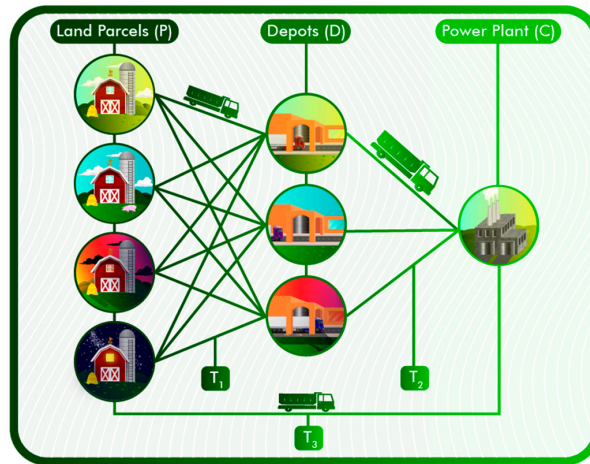 Land Parcels (P)
Depots (D)
Power Plant (C)
T₁
T₂
T₃